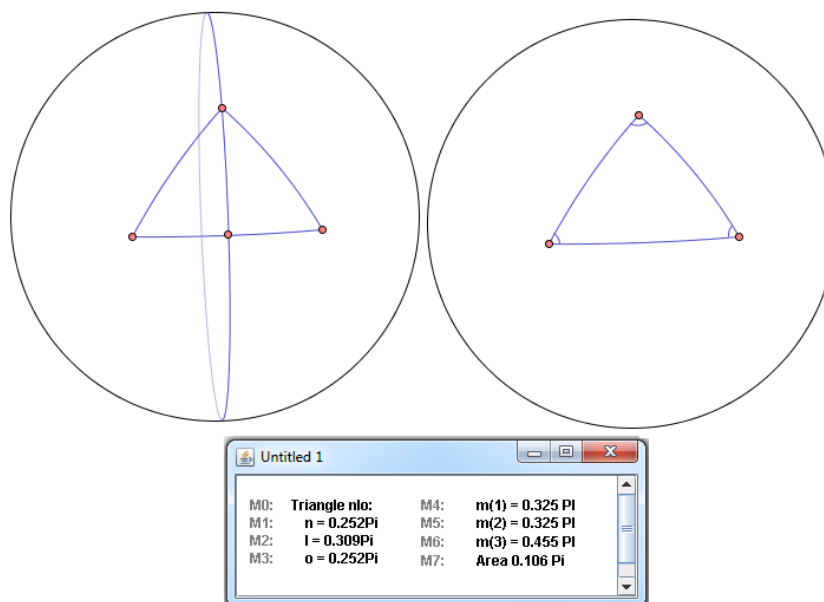 Untitled 1
M0: Triangle nlo: M4: m(1) = 0.325 PI
M1: n = 0.252Pi M5: m(2) = 0.325 PI
M2: l = 0.309Pi M6: m(3) = 0.455 PI
M3: o = 0.252Pi M7: Area 0.106 Pi